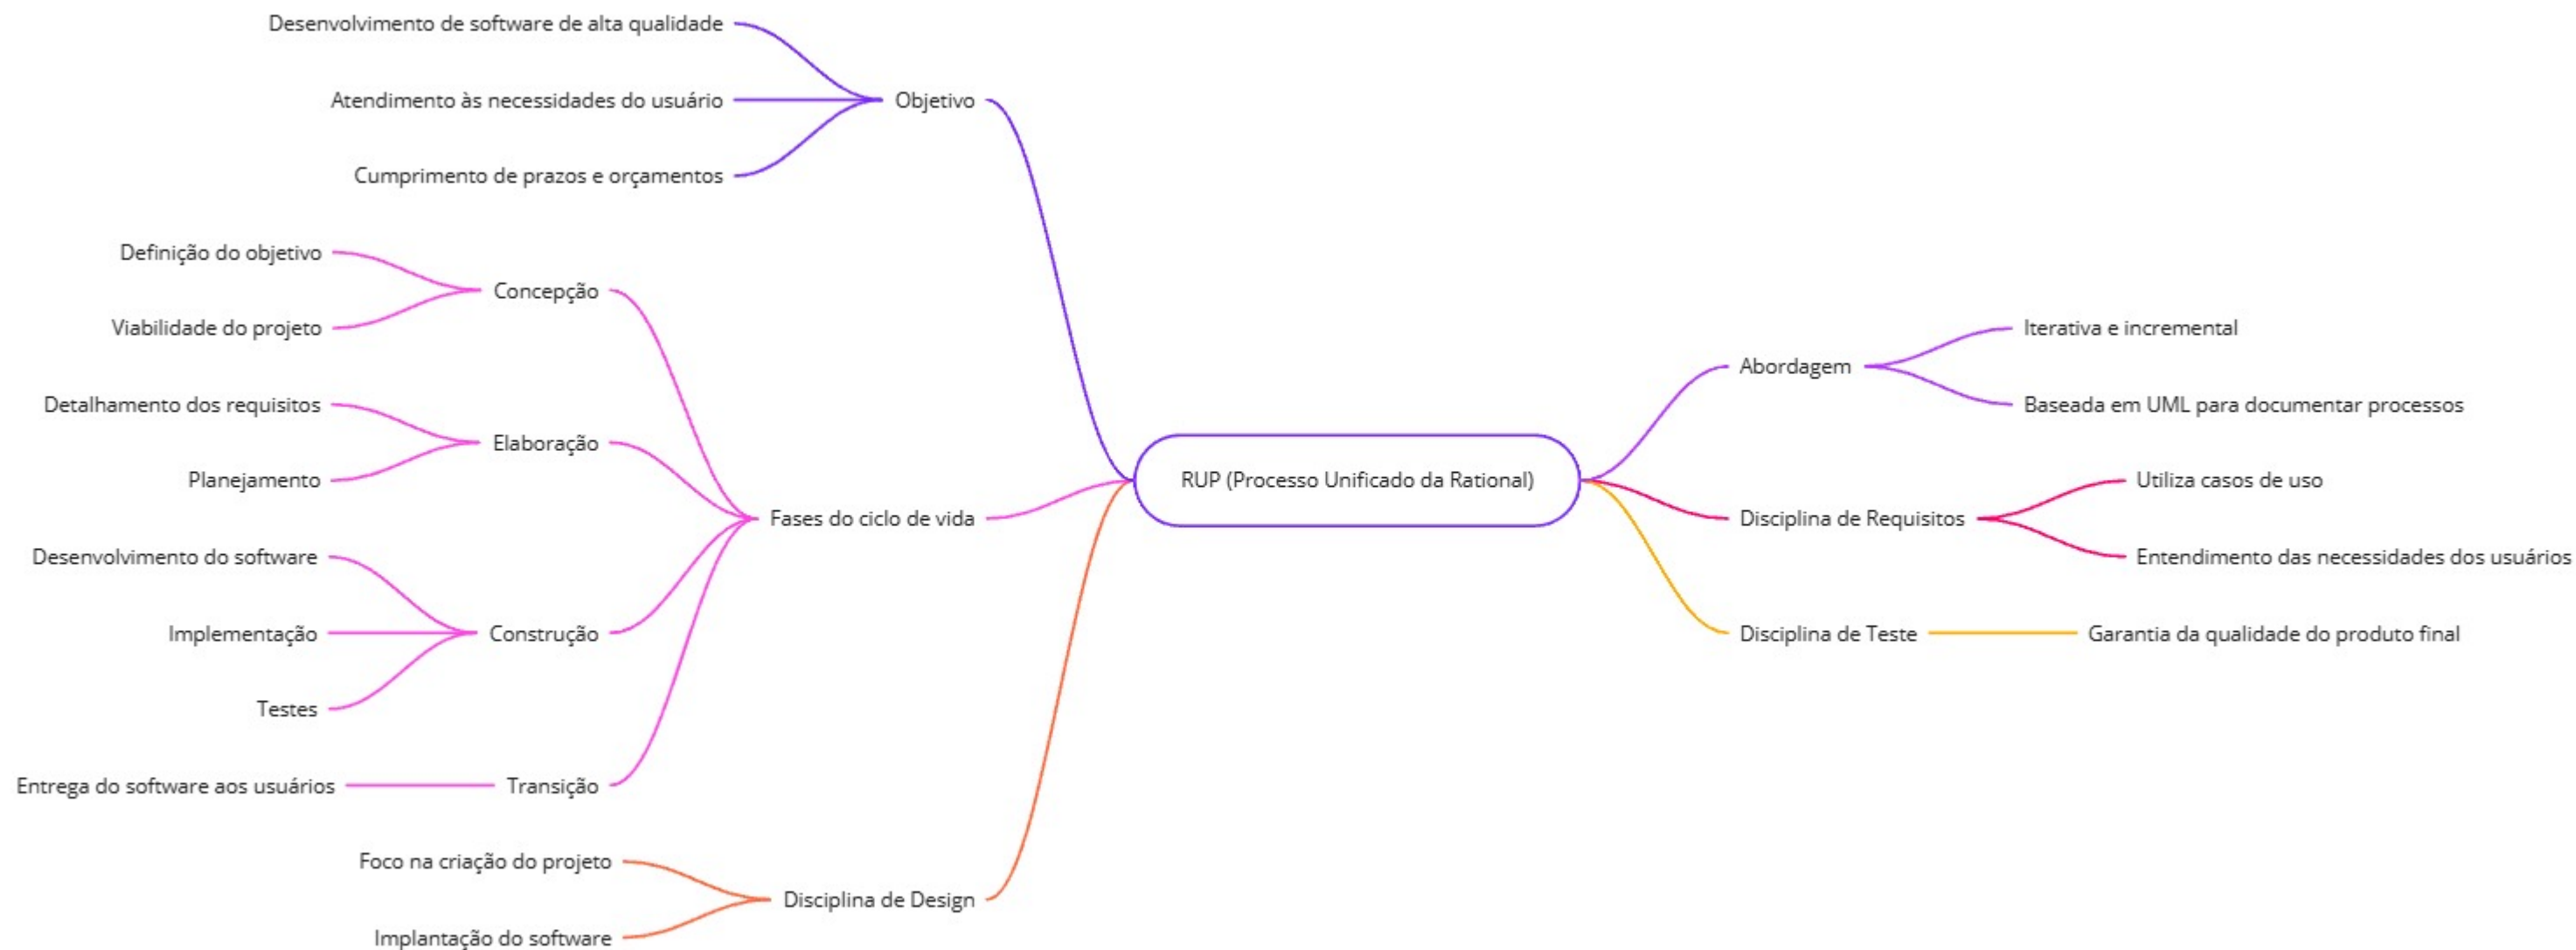 Desenvolvimento de software de alta qualidade
Atendimento às necessidades do usuário
Objetivo
Cumprimento de prazos e orçamentos
Definição do objetivo
Concepção
Viabilidade do projeto
Detalhamento dos requisitos
Elaboração
Planejamento
Fases do ciclo de vida
Desenvolvimento do software
Implementação
Construção
Testes
Entrega do software aos usuários
Transição
Foco na criação do projeto
Disciplina de Design
Implantação do software
RUP (Processo Unificado da Rational)
Iterativa e incremental
Abordagem
Baseada em UML para documentar processos
Utiliza casos de uso
Disciplina de Requisitos
Entendimento das necessidades dos usuários
Disciplina de Teste
Garantia da qualidade do produto final